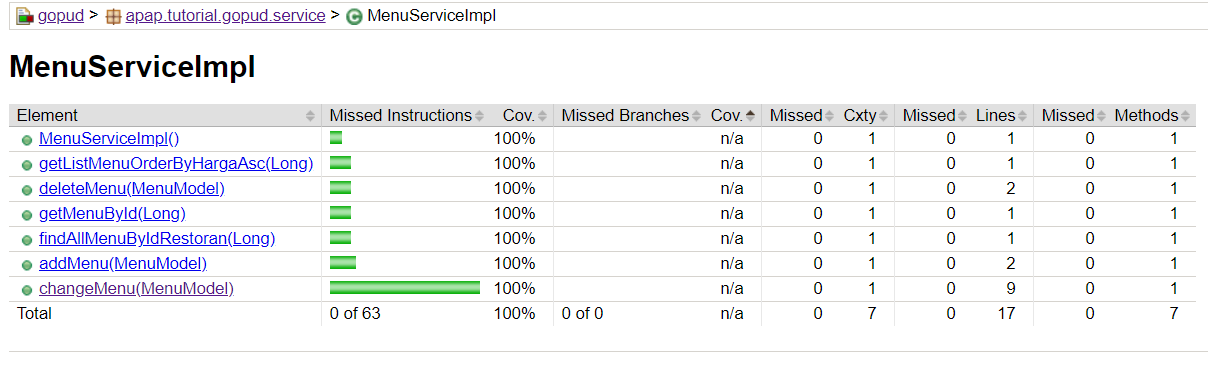 gopud > apap.tutorial.gopud.service > MenuServiceImpl
MenuServiceImpl
Element Missed Instructions Cov. Missed Branches Cov. Missed Cxty Missed Lines Missed Methods
MenuServiceImpl() 100% n/a 0 1 0 1 0 1
getListMenuOrderByHargaAsc(Long) 100% n/a 0 1 0 1 0 1
deleteMenu(MenuModel) 100% n/a 0 1 0 2 0 1
getMenuById(Long) 100% n/a 0 1 0 1 0 1
findAllMenuByIdRestoran(Long) 100% n/a 0 1 0 1 0 1
addMenu(MenuModel) 100% n/a 0 1 0 2 0 1
changeMenu(MenuModel) 100% n/a 0 1 0 9 0 1
Total 0 of 63 100% 0 of 0 n/a 0 7 0 17 0 7